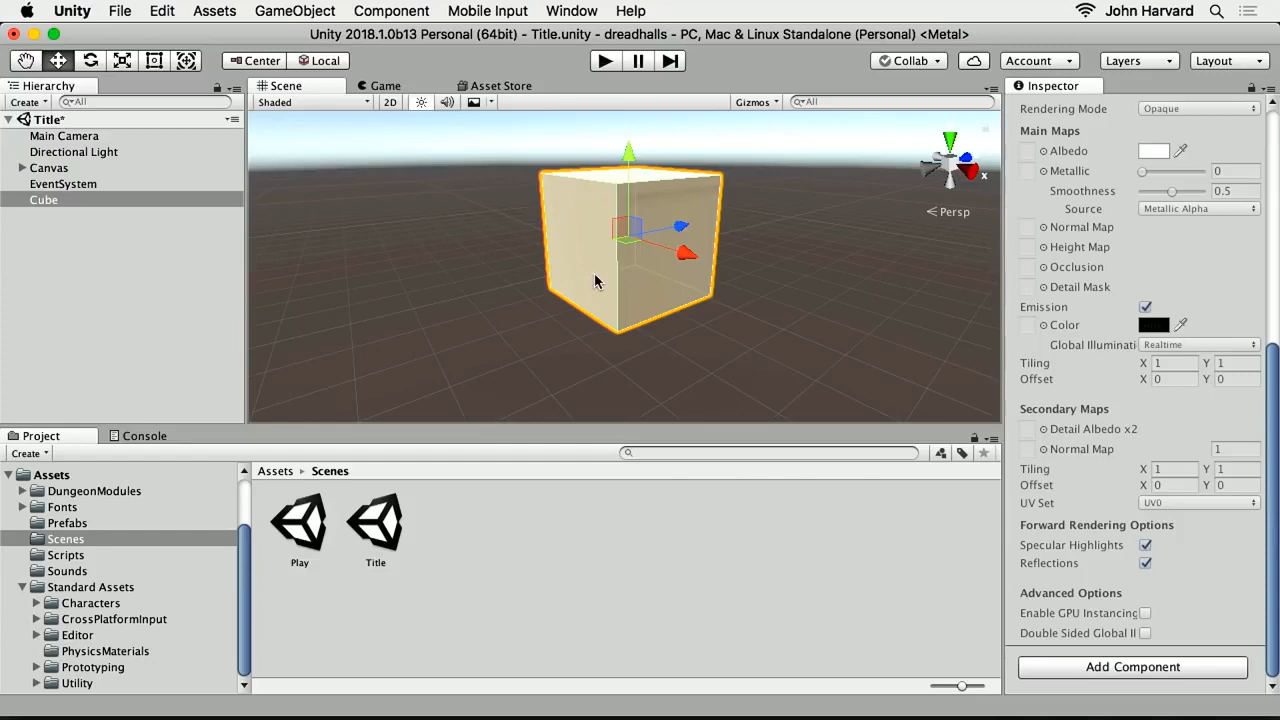 Unity File Edit Assets GameObject Component Mobile Input Window Help John Harvard
Unity 2018.1.0b13 Personal (64bit) - Title.unity - dreadhalls - PC, Mac & Linux Standalone (Personal) <Metal>
Center Local Collab Account Layers Layout
Hierarchy
Create All
Title*
Main Camera
Directional Light
Canvas
EventSystem
Cube
Scene Game Asset Store
Shaded 2D Gizmos All
x
Persp
Inspector
Rendering Mode Opaque
Main Maps
Albedo
Metallic 0
Smoothness 0.5
Source Metallic Alpha
Normal Map
Height Map
Occlusion
Detail Mask
Emission
Color
Global Illuminati Realtime
Tiling X 1 Y 1
Offset X 0 Y 0
Secondary Maps
Detail Albedo x2
Normal Map 1
Tiling X 1 Y 1
Offset X 0 Y 0
UV Set UV0
Forward Rendering Options
Specular Highlights
Reflections
Advanced Options
Enable GPU Instancing
Double Sided Global Il
Add Component
Project Console
Create
Assets
DungeonModules
Fonts
Prefabs
Scenes
Scripts
Sounds
Standard Assets
Characters
CrossPlatformInput
Editor
PhysicsMaterials
Prototyping
Utility
Assets Scenes
Play Title